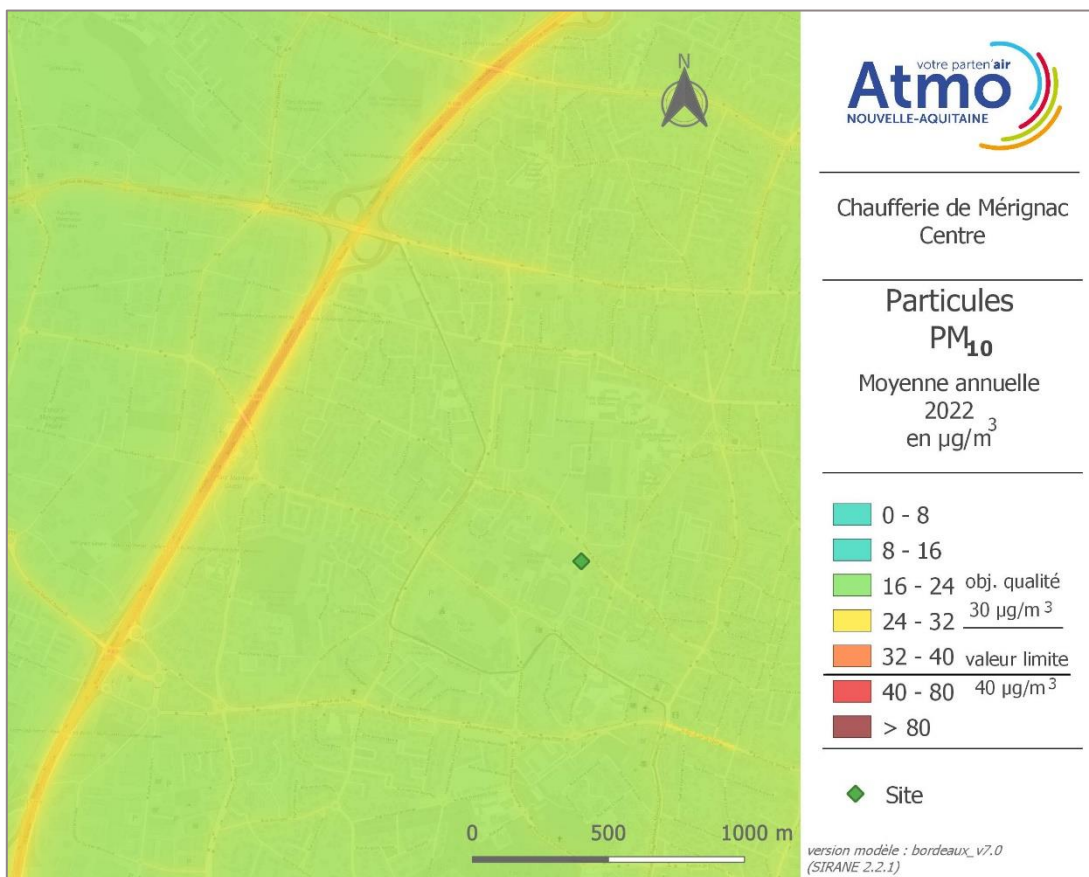 N
0 500 1000 m
votre parten'air
Atmo
NOUVELLE-AQUITAINE
Chaufferie de Mérignac
Centre
Particules
PM10
Moyenne annuelle
2022
en µg/m3
0 - 8
8 - 16
16 - 24 obj. qualité
24 - 32 30 µg/m3
32 - 40 valeur limite
40 - 80 40 µg/m3
> 80
Site
version modèle : bordeaux_v7.0
(SIRANE 2.2.1)